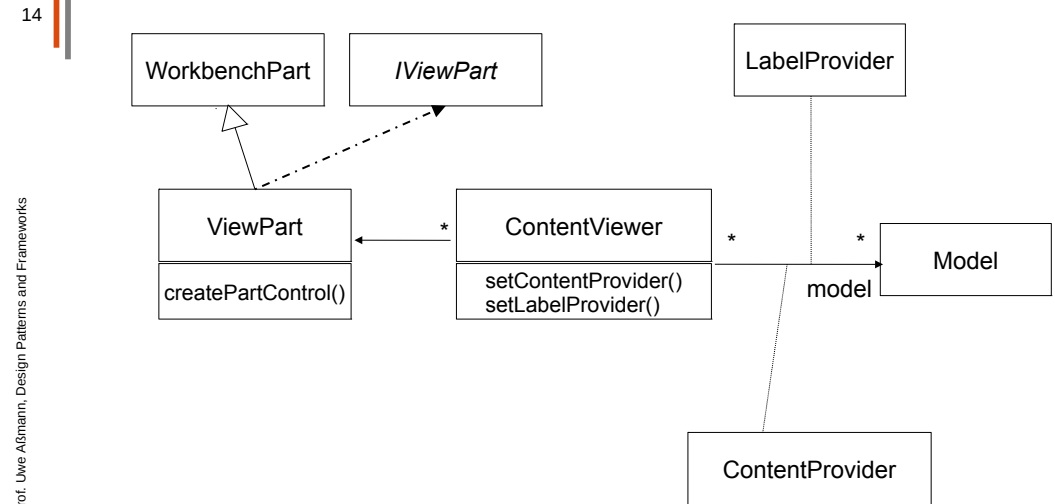 14
WorkbenchPart
IViewPart
LabelProvider
ViewPart
createPartControl()
*
ContentViewer
setContentProvider()
setLabelProvider()
*
*
model
Model
ContentProvider
rof. Uwe Aßmann, Design Patterns and Frameworks